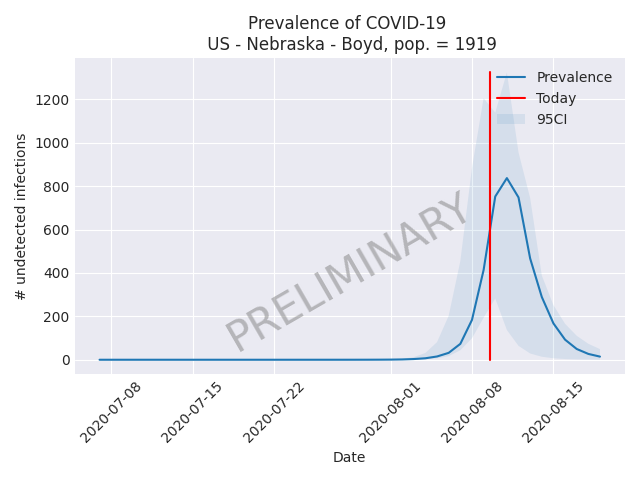 Prevalence of COVID-19
US - Nebraska - Boyd, pop. = 1919
Prevalence
Today
95CI
# undetected infections
1200
1000
800
600
400
200
0
PRELIMINARY
2020-07-08
2020-07-15
2020-07-22
2020-08-01
2020-08-08
2020-08-15
Date